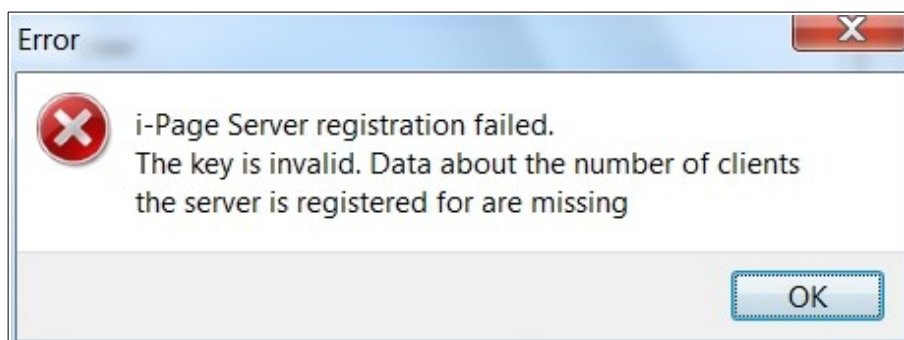 Error
i-Page Server registration failed.
The key is invalid. Data about the number of clients
the server is registered for are missing
OK